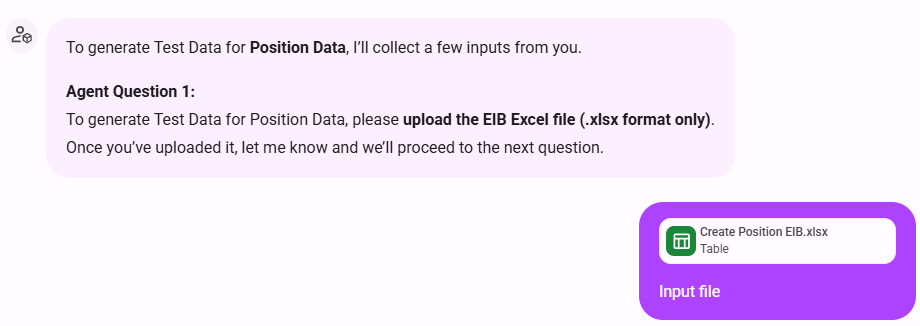 To generate Test Data for Position Data, I’ll collect a few inputs from you.
Agent Question 1:
To generate Test Data for Position Data, please upload the EIB Excel file (.xlsx format only).
Once you’ve uploaded it, let me know and we’ll proceed to the next question.
Create Position EIB.xlsx
Table
Input file